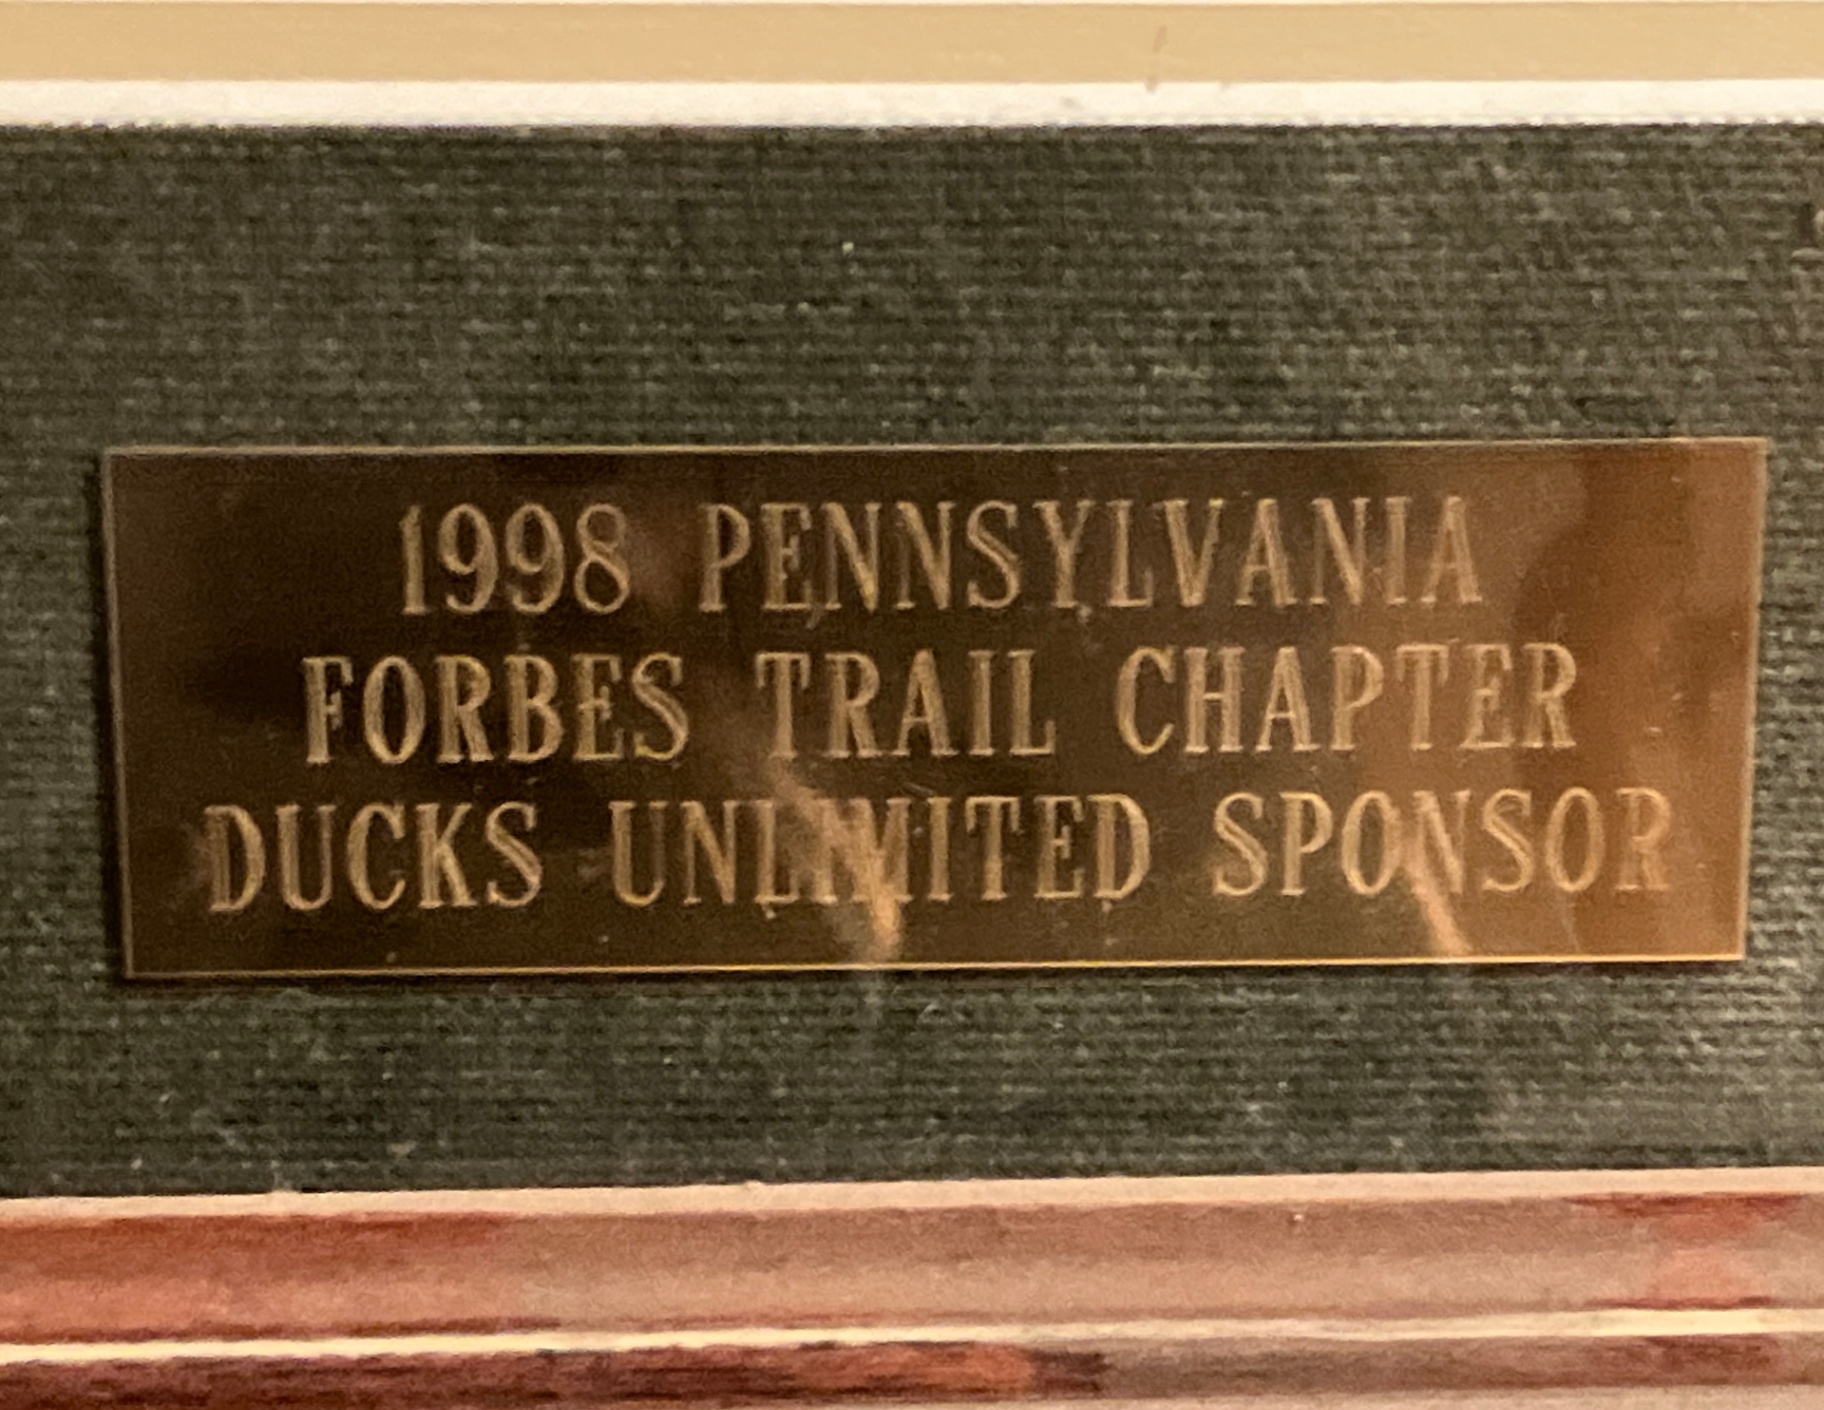 1998 PENNSYLVANIA
FORBES TRAIL CHAPTER
DUCKS UNLIMITED SPONSOR